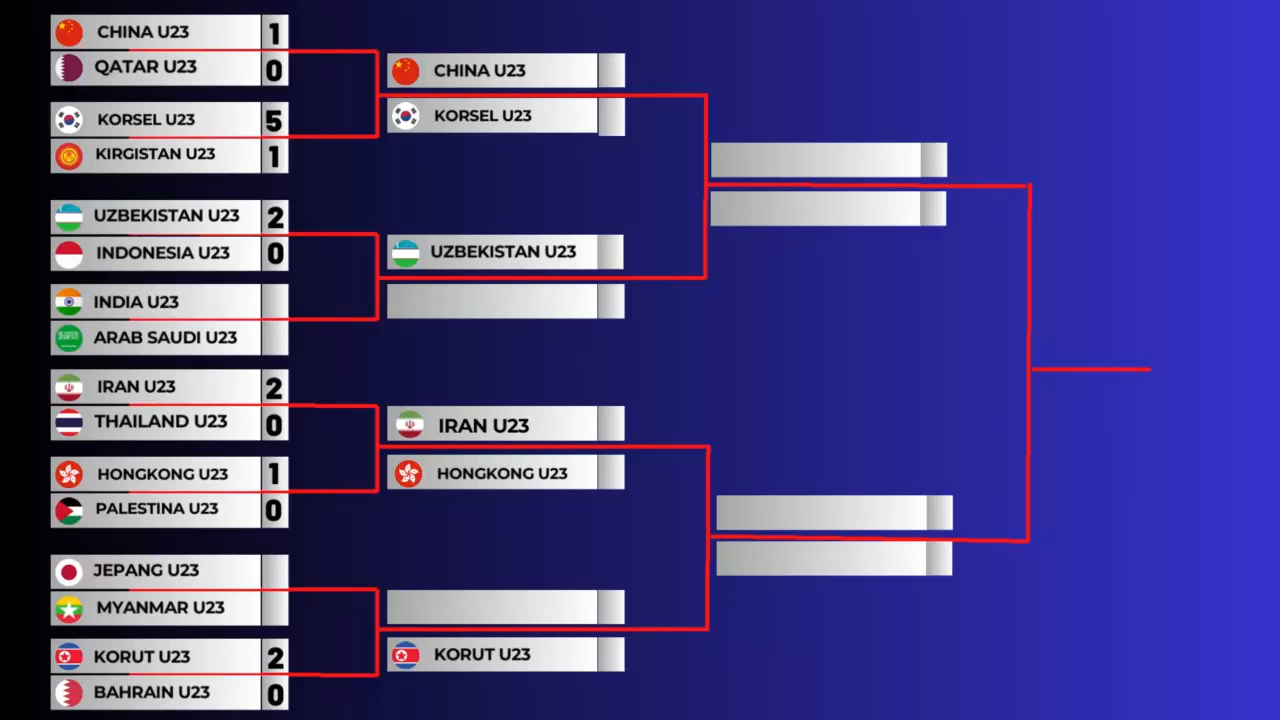 CHINA U23 1
QATAR U23 0
KORSEL U23 5
KIRGISTAN U23 1
UZBEKISTAN U23 2
INDONESIA U23 0
INDIA U23
ARAB SAUDI U23
IRAN U23 2
THAILAND U23 0
HONGKONG U23 1
PALESTINA U23 0
JEPANG U23
MYANMAR U23
KORUT U23 2
BAHRAIN U23 0
CHINA U23
KORSEL U23
UZBEKISTAN U23
IRAN U23
HONGKONG U23
KORUT U23